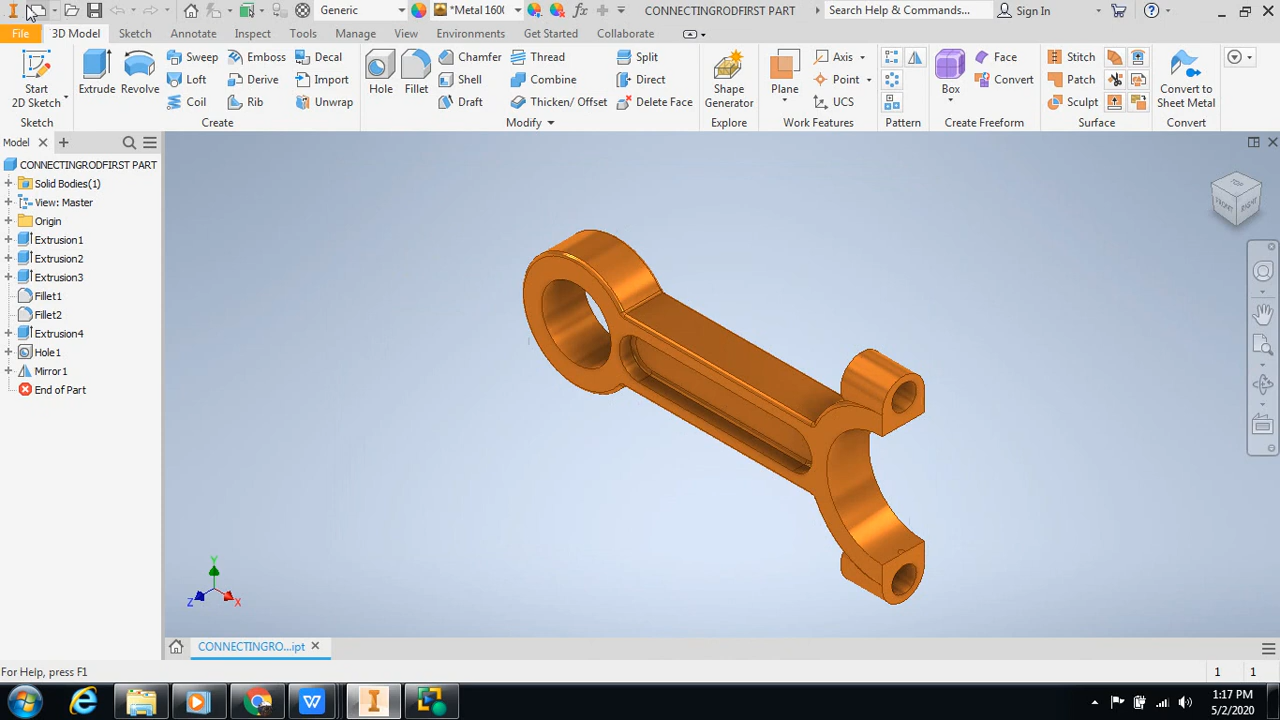 Generic
*Metal 1600
fx
CONNECTINGRODFIRST PART
Search Help & Commands...
Sign In
File
3D Model
Sketch
Annotate
Inspect
Tools
Manage
View
Environments
Get Started
Collaborate
Start
2D Sketch
Sketch
Extrude
Revolve
Sweep
Loft
Coil
Emboss
Derive
Rib
Decal
Import
Unwrap
Create
Hole
Fillet
Chamfer
Shell
Draft
Thread
Combine
Thicken/ Offset
Split
Direct
Delete Face
Modify
Shape
Generator
Explore
Plane
Axis
Point
UCS
Work Features
Pattern
Box
Face
Convert
Create Freeform
Stitch
Patch
Sculpt
Surface
Convert to
Sheet Metal
Convert
Model
CONNECTINGRODFIRST PART
Solid Bodies(1)
View: Master
Origin
Extrusion1
Extrusion2
Extrusion3
Fillet1
Fillet2
Extrusion4
Hole1
Mirror1
End of Part
TOP
FRONT
RIGHT
Y
Z
X
CONNECTINGRO...ipt
For Help, press F1
1
1
1:17 PM
5/2/2020